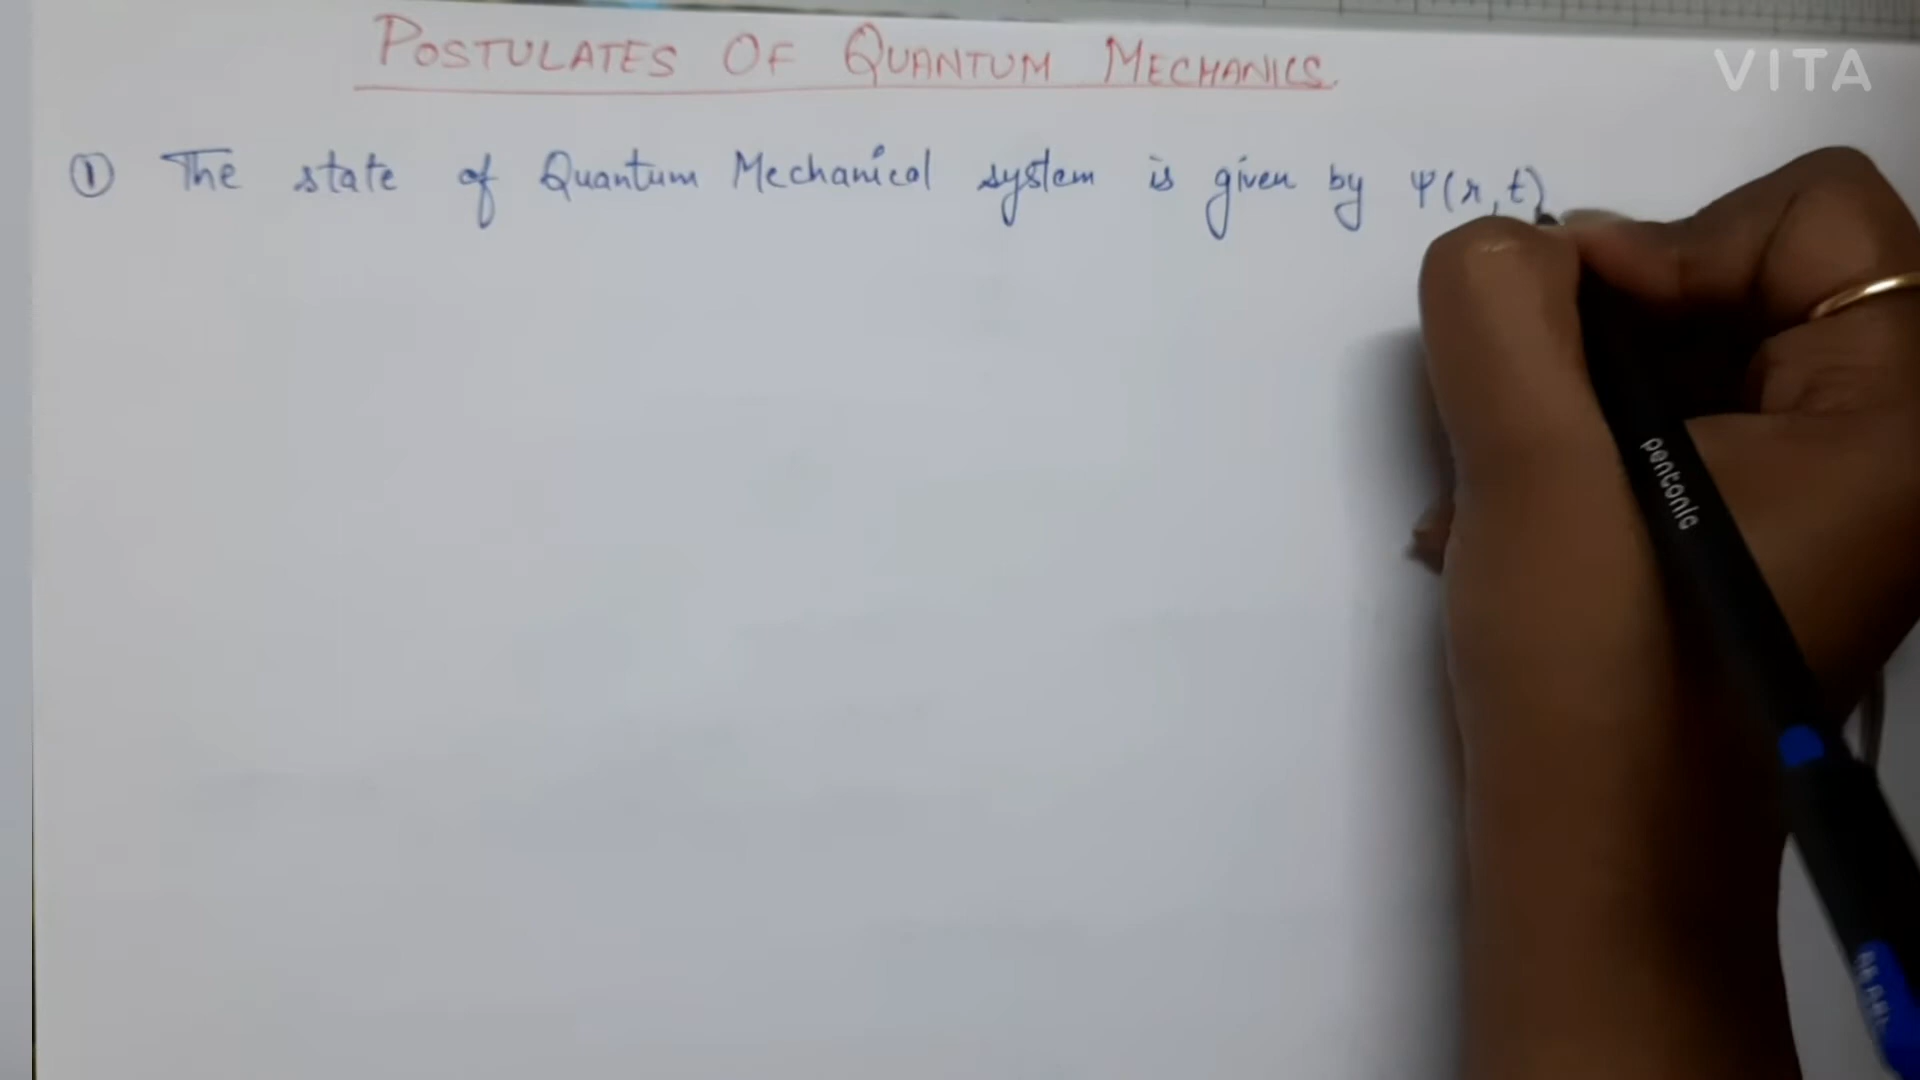 POSTULATES OF QUANTUM MECHANICS.
VITA
① The state of Quantum Mechanical system is given by Ψ(r,t)
pentonic